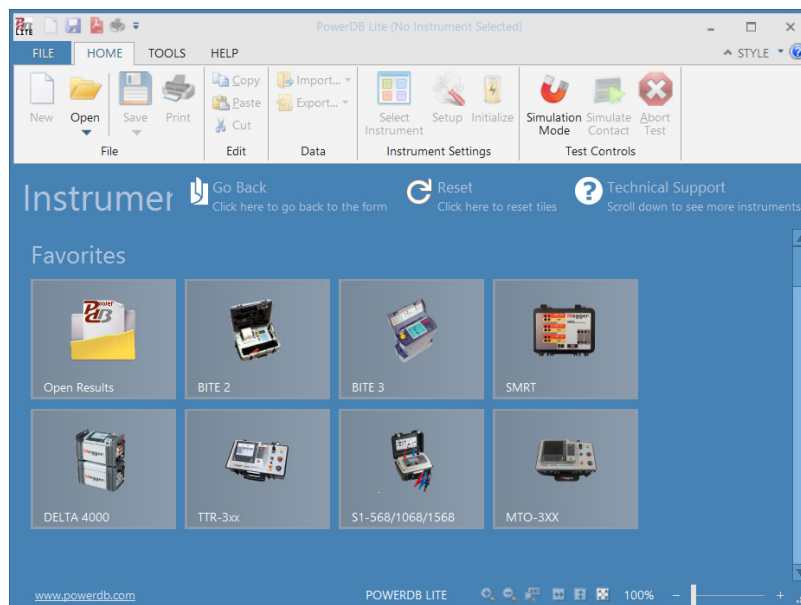 PowerDB Lite (No Instrument Selected)
FILE HOME TOOLS HELP STYLE
New Open Save Print
Copy
Paste
Cut
Import...
Export...
Select Instrument Setup Initialize
Simulation Mode Simulate Contact Abort Test
File Edit Data Instrument Settings Test Controls
Instrumen
Go Back
Click here to go back to the form
Reset
Click here to reset tiles
Technical Support
Scroll down to see more instruments
Favorites
Open Results BITE 2 BITE 3 SMRT
DELTA 4000 TTR-3xx S1-568/1068/1568 MTO-3XX
www.powerdb.com POWERDB LITE 100%